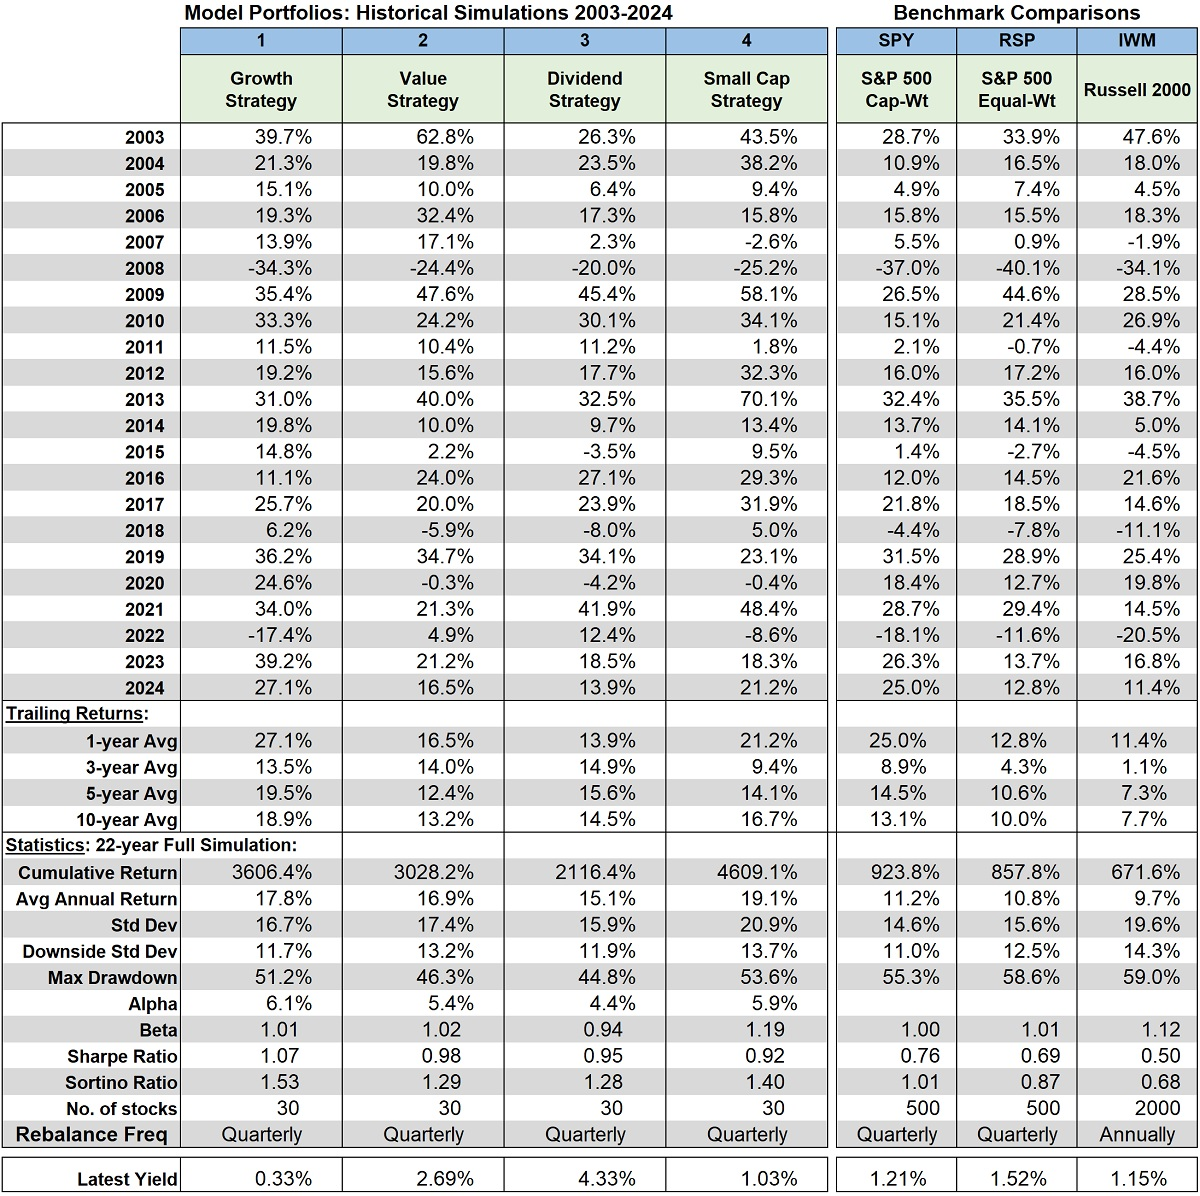 Model Portfolios: Historical Simulations 2003-2024 Benchmark Comparisons
1 2 3 4 SPY RSP IWM
Growth Value Dividend Small Cap S&P 500 S&P 500 Russell 2000
Strategy Strategy Strategy Strategy Cap-Wt Equal-Wt
2003 39.7% 62.8% 26.3% 43.5% 28.7% 33.9% 47.6%
2004 21.3% 19.8% 23.5% 38.2% 10.9% 16.5% 18.0%
2005 15.1% 10.0% 6.4% 9.4% 4.9% 7.4% 4.5%
2006 19.3% 32.4% 17.3% 15.8% 15.8% 15.5% 18.3%
2007 13.9% 17.1% 2.3% -2.6% 5.5% 0.9% -1.9%
2008 -34.3% -24.4% -20.0% -25.2% -37.0% -40.1% -34.1%
2009 35.4% 47.6% 45.4% 58.1% 26.5% 44.6% 28.5%
2010 33.3% 24.2% 30.1% 34.1% 15.1% 21.4% 26.9%
2011 11.5% 10.4% 11.2% 1.8% 2.1% -0.7% -4.4%
2012 19.2% 15.6% 17.7% 32.3% 16.0% 17.2% 16.0%
2013 31.0% 40.0% 32.5% 70.1% 32.4% 35.5% 38.7%
2014 19.8% 10.0% 9.7% 13.4% 13.7% 14.1% 5.0%
2015 14.8% 2.2% -3.5% 9.5% 1.4% -2.7% -4.5%
2016 11.1% 24.0% 27.1% 29.3% 12.0% 14.5% 21.6%
2017 25.7% 20.0% 23.9% 31.9% 21.8% 18.5% 14.6%
2018 6.2% -5.9% -8.0% 5.0% -4.4% -7.8% -11.1%
2019 36.2% 34.7% 34.1% 23.1% 31.5% 28.9% 25.4%
2020 24.6% -0.3% -4.2% -0.4% 18.4% 12.7% 19.8%
2021 34.0% 21.3% 41.9% 48.4% 28.7% 29.4% 14.5%
2022 -17.4% 4.9% 12.4% -8.6% -18.1% -11.6% -20.5%
2023 39.2% 21.2% 18.5% 18.3% 26.3% 13.7% 16.8%
2024 27.1% 16.5% 13.9% 21.2% 25.0% 12.8% 11.4%
Trailing Returns:
1-year Avg 27.1% 16.5% 13.9% 21.2% 25.0% 12.8% 11.4%
3-year Avg 13.5% 14.0% 14.9% 9.4% 8.9% 4.3% 1.1%
5-year Avg 19.5% 12.4% 15.6% 14.1% 14.5% 10.6% 7.3%
10-year Avg 18.9% 13.2% 14.5% 16.7% 13.1% 10.0% 7.7%
Statistics: 22-year Full Simulation:
Cumulative Return 3606.4% 3028.2% 2116.4% 4609.1% 923.8% 857.8% 671.6%
Avg Annual Return 17.8% 16.9% 15.1% 19.1% 11.2% 10.8% 9.7%
Std Dev 16.7% 17.4% 15.9% 20.9% 14.6% 15.6% 19.6%
Downside Std Dev 11.7% 13.2% 11.9% 13.7% 11.0% 12.5% 14.3%
Max Drawdown 51.2% 46.3% 44.8% 53.6% 55.3% 58.6% 59.0%
Alpha 6.1% 5.4% 4.4% 5.9%
Beta 1.01 1.02 0.94 1.19 1.00 1.01 1.12
Sharpe Ratio 1.07 0.98 0.95 0.92 0.76 0.69 0.50
Sortino Ratio 1.53 1.29 1.28 1.40 1.01 0.87 0.68
No. of stocks 30 30 30 30 500 500 2000
Rebalance Freq Quarterly Quarterly Quarterly Quarterly Quarterly Quarterly Annually
Latest Yield 0.33% 2.69% 4.33% 1.03% 1.21% 1.52% 1.15%